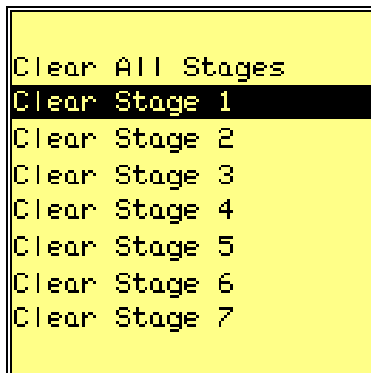 Clear All Stages
Clear Stage 1
Clear Stage 2
Clear Stage 3
Clear Stage 4
Clear Stage 5
Clear Stage 6
Clear Stage 7